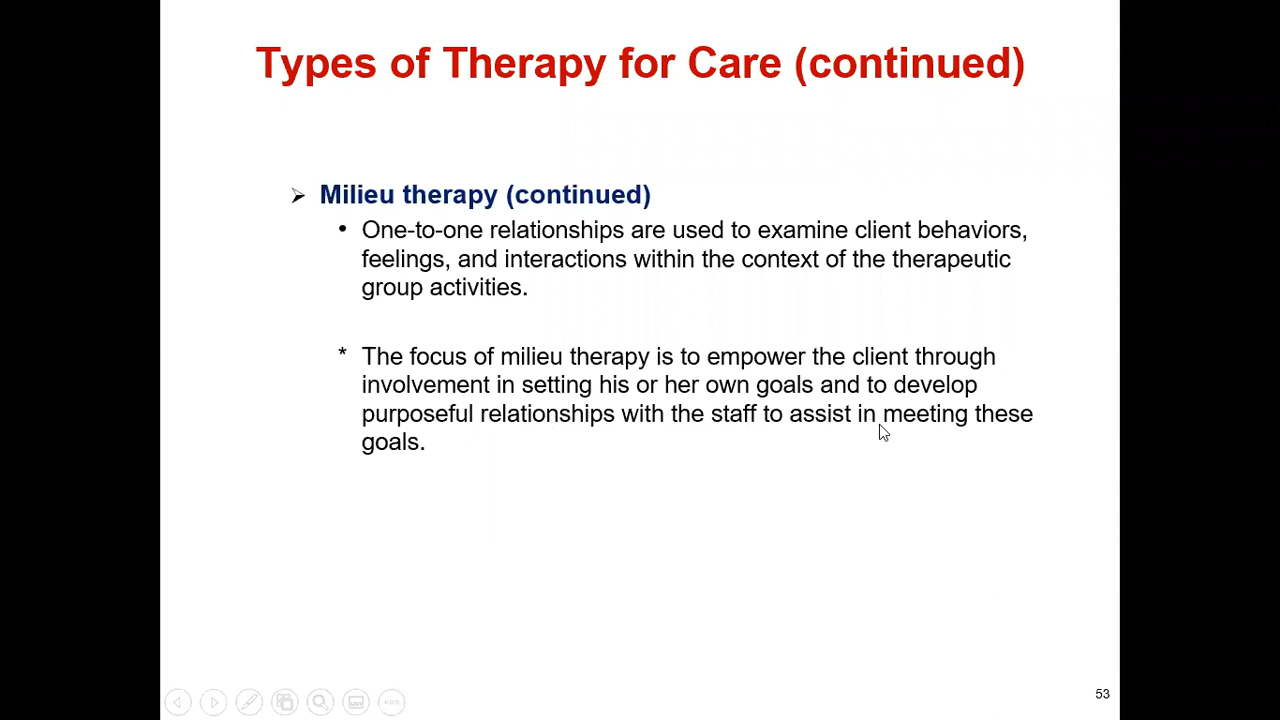 Types of Therapy for Care (continued)
➢ Milieu therapy (continued)
• One-to-one relationships are used to examine client behaviors,
feelings, and interactions within the context of the therapeutic
group activities.
* The focus of milieu therapy is to empower the client through
involvement in setting his or her own goals and to develop
purposeful relationships with the staff to assist in meeting these
goals.
53